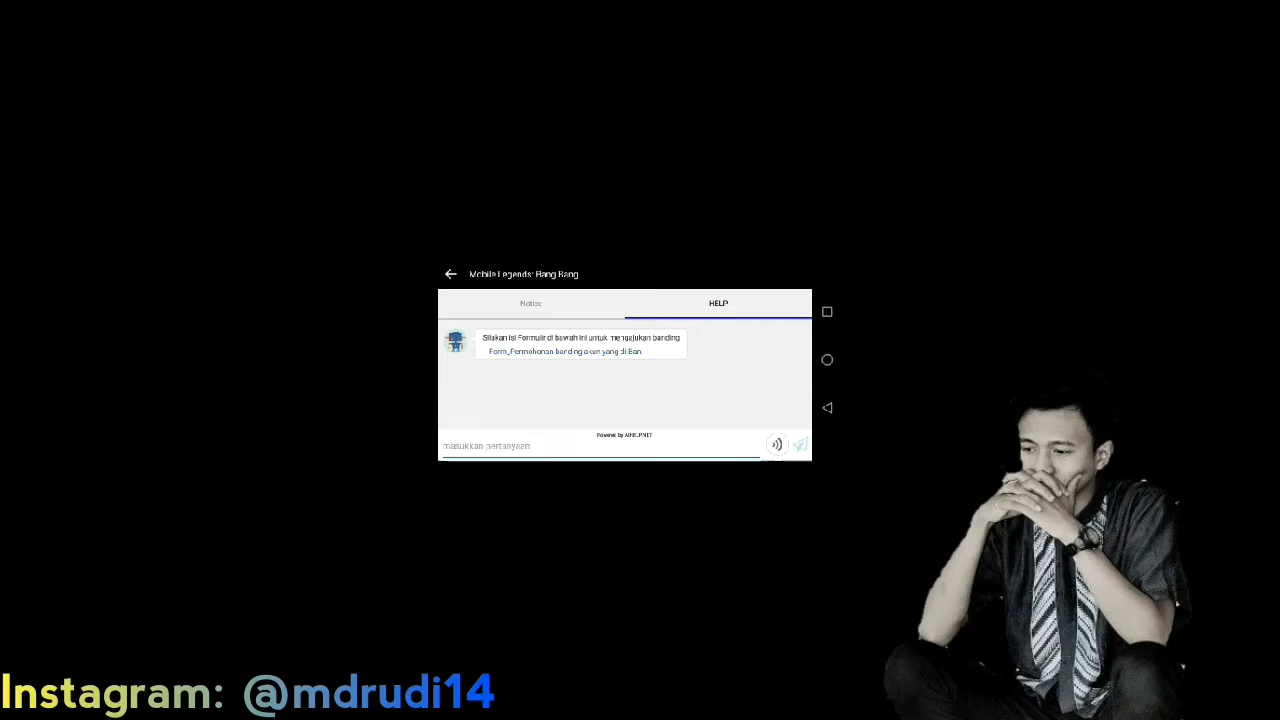 Mobile Legends: Bang Bang
Notice
HELP
Silakan isi Formulir di bawah ini untuk mengajukan banding
Form_Permohonan banding akun yang di Ban
Powered by AIHELP.NET
masukkan pertanyaan
Instagram: @mdrudi14